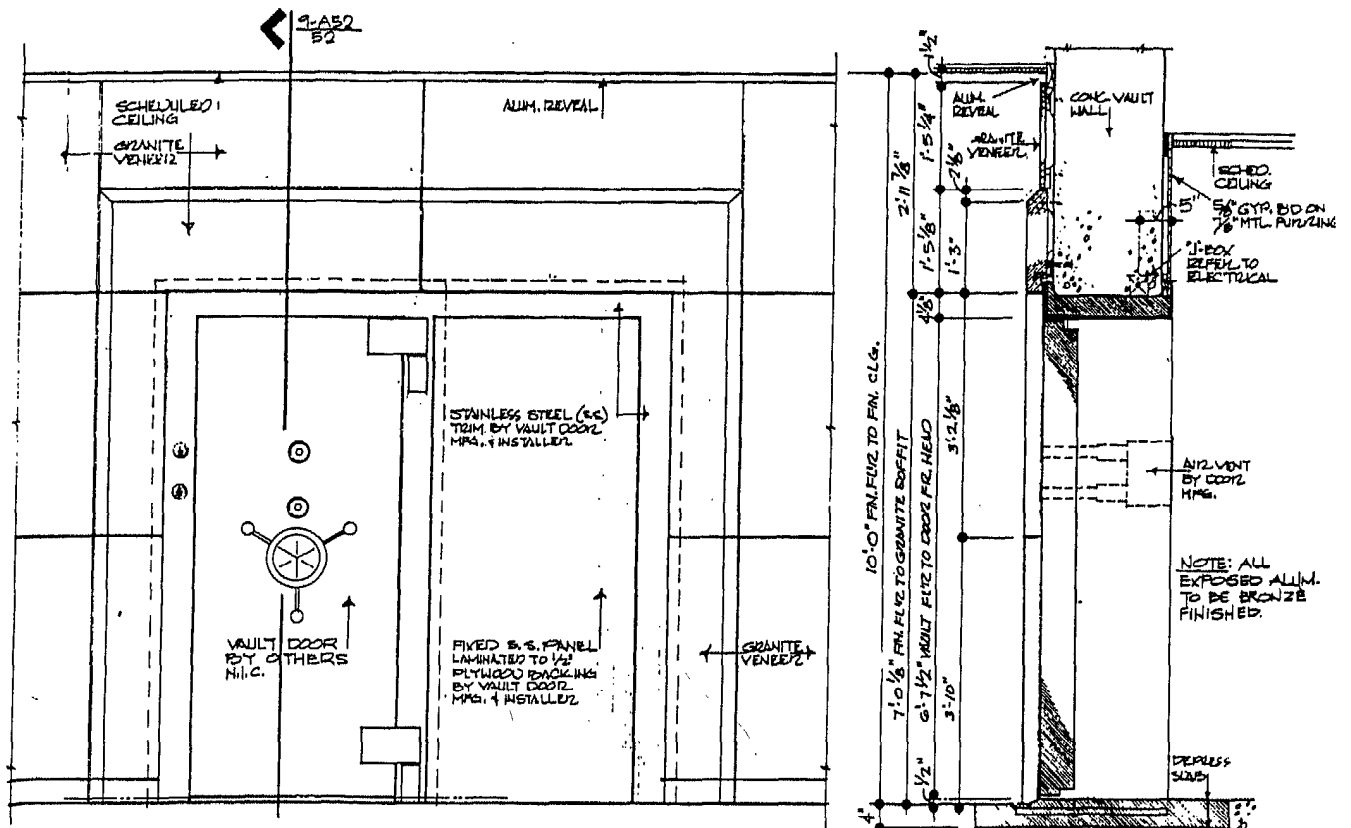 9-A52
52
SCHEDULED
CEILING
GRANITE
VENEER
ALUM. REVEAL
STAINLESS STEEL (S.S.)
TRIM BY VAULT DOOR
MFG. & INSTALLER
VAULT DOOR
BY OTHERS
N.I.C.
FIXED S.S. PANEL
LAMINATED TO 1/2"
PLYWOOD BACKING
BY VAULT DOOR
MFG. & INSTALLER
GRANITE
VENEER
10'-0" FIN. FLR TO FIN. CLG.
2'-11 7/8"
7'-0 1/8" FIN. FLR TO GRANITE SOFFIT
1 1/2"
1'-5 1/4"
1'-5 1/8"
4 1/8"
6'-7 1/2" VAULT FLR TO DOOR FR. HEAD
1/2"
2 1/8"
1'-3"
3'-2 1/8"
3'-10"
4"
ALUM.
REVEAL
GRANITE
VENEER
CONC. VAULT
WALL
SCHED.
CEILING
5"
5/8" GYP. BD ON
7/8" MTL. FURRING
"J"-BOX
REFER TO
ELECTRICAL
AIR VENT
BY DOOR
MFG.
NOTE: ALL
EXPOSED ALUM.
TO BE BRONZE
FINISHED.
DEPRESS
SLAB